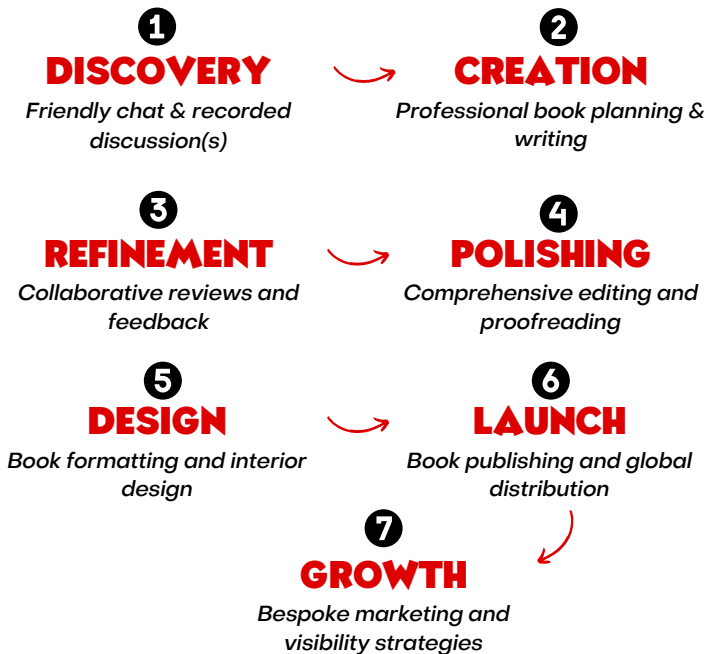 1
DISCOVERY
Friendly chat & recorded
discussion(s)
2
CREATION
Professional book planning &
writing
3
REFINEMENT
Collaborative reviews and
feedback
4
POLISHING
Comprehensive editing and
proofreading
5
DESIGN
Book formatting and interior
design
6
LAUNCH
Book publishing and global
distribution
7
GROWTH
Bespoke marketing and
visibility strategies